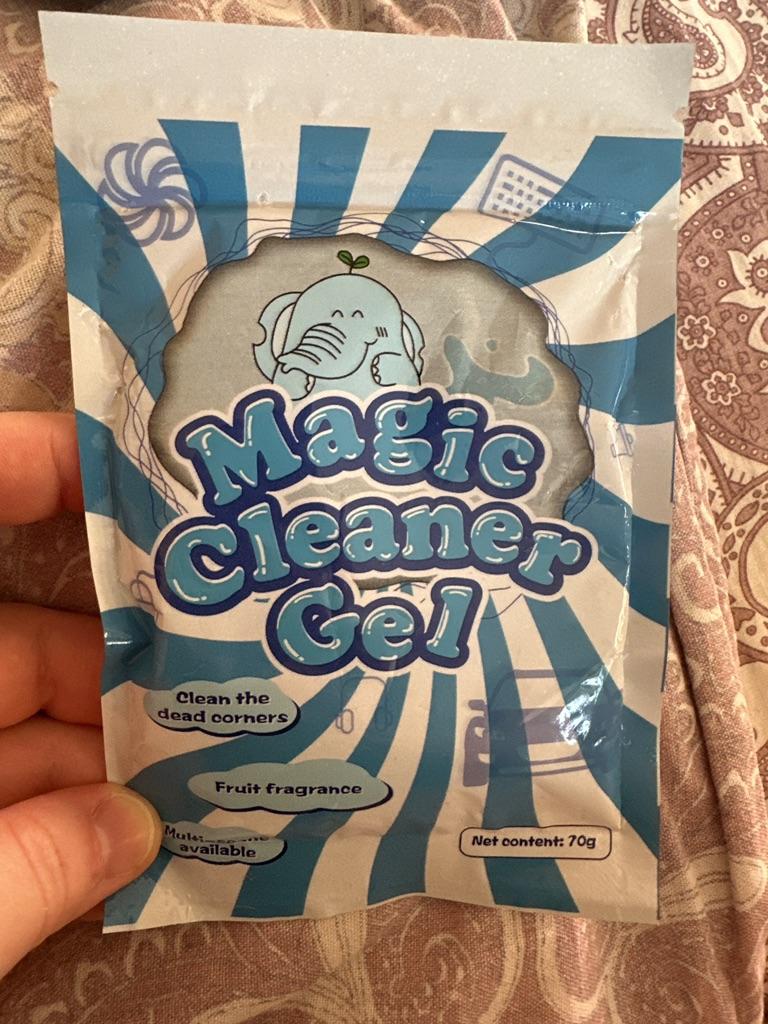 Magic
Cleaner
Gel
Clean the
dead corners
Fruit fragrance
available
Net content: 70g